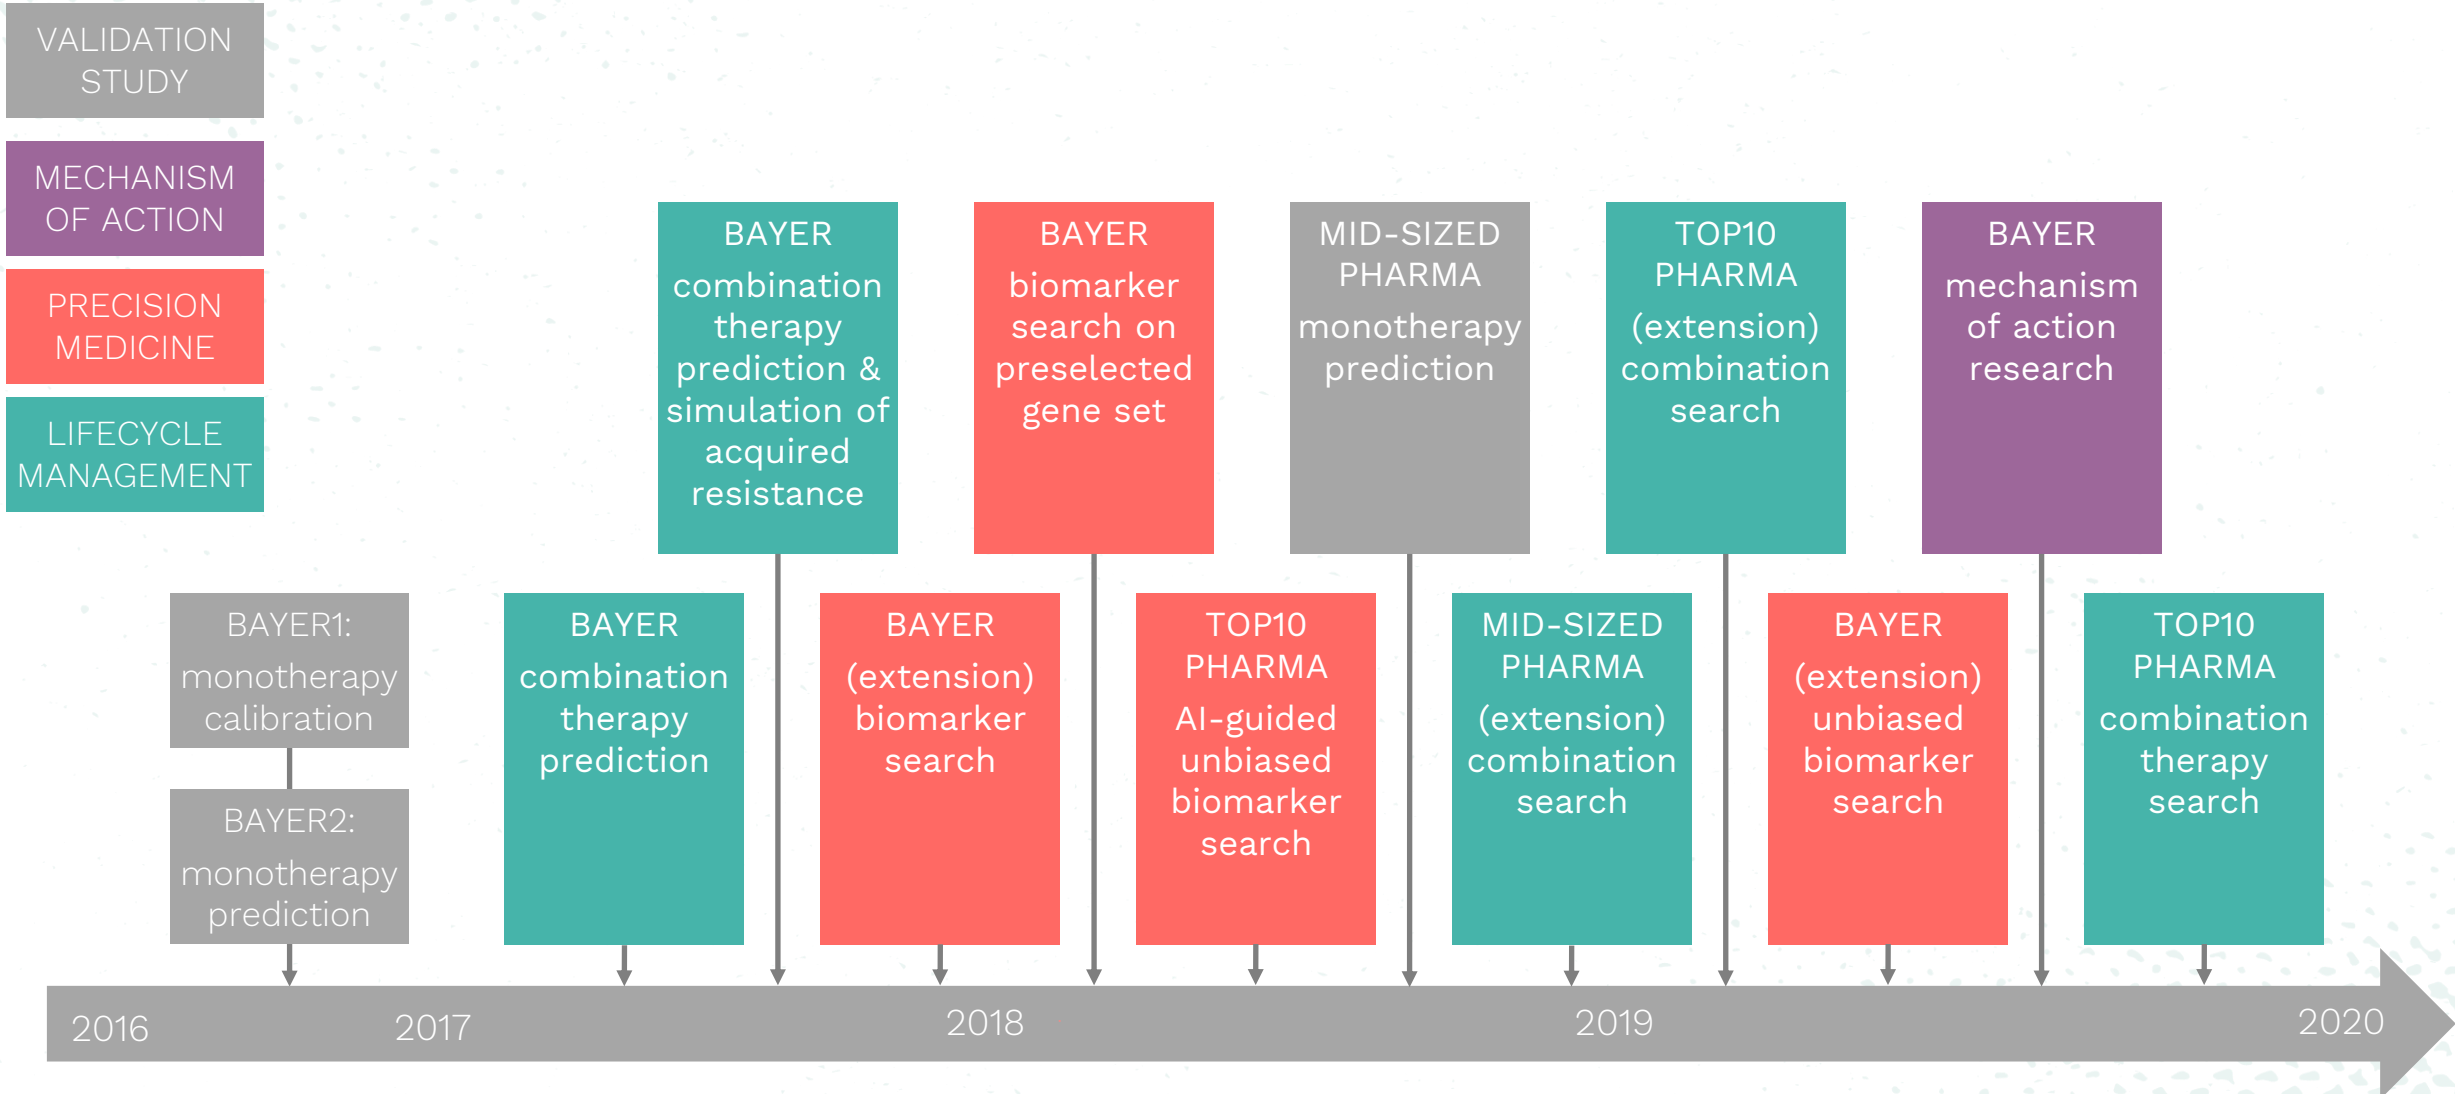 VALIDATION
STUDY
MECHANISM
OF ACTION
PRECISION
MEDICINE
LIFECYCLE
MANAGEMENT
BAYER
combination
therapy
prediction &
simulation of
acquired
resistance
BAYER
biomarker
search on
preselected
gene set
MID-SIZED
PHARMA
monotherapy
prediction
TOP10
PHARMA
(extension)
combination
search
BAYER
mechanism
of action
research
BAYER1:
monotherapy
calibration
BAYER2:
monotherapy
prediction
BAYER
combination
therapy
prediction
BAYER
(extension)
biomarker
search
TOP10
PHARMA
AI-guided
unbiased
biomarker
search
MID-SIZED
PHARMA
(extension)
combination
search
BAYER
(extension)
unbiased
biomarker
search
TOP10
PHARMA
combination
therapy
search
2016
2017
2018
2019
2020